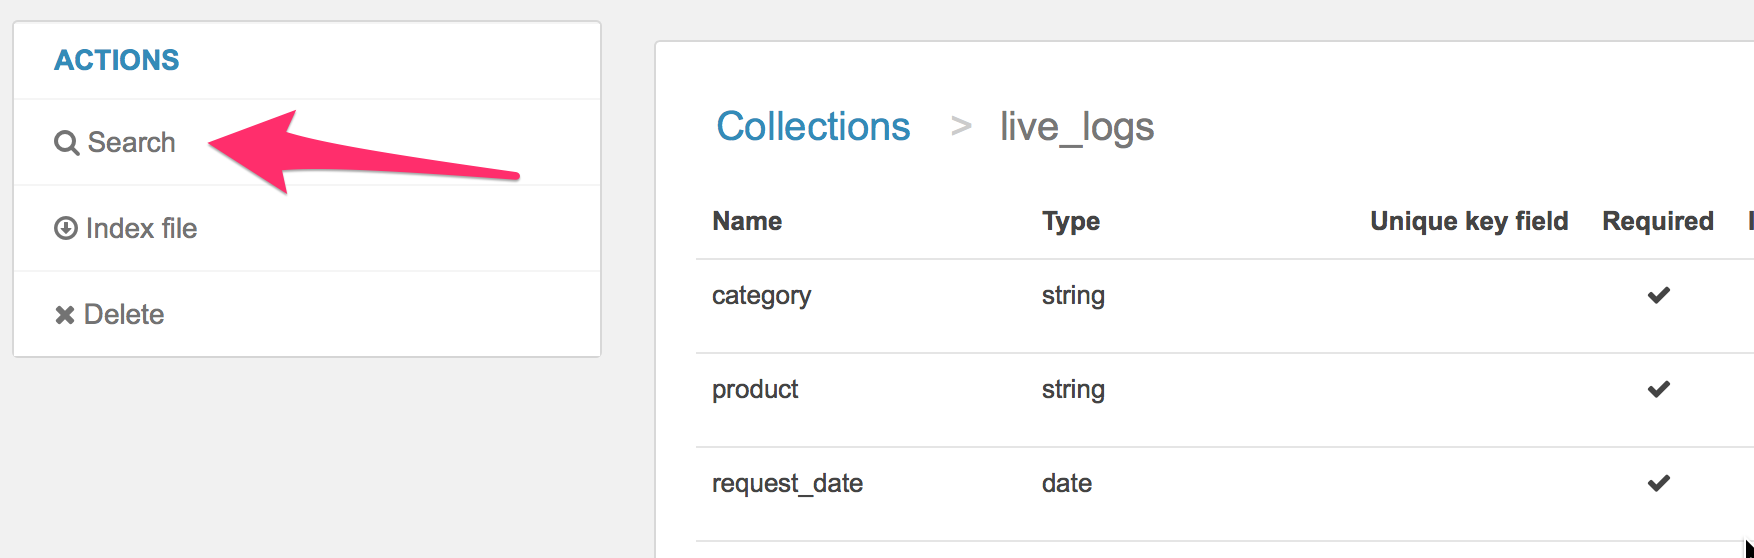 ACTIONS
Search
Index file
Delete
Collections > live_logs
Name Type Unique key field Required
category string
product string
request_date date